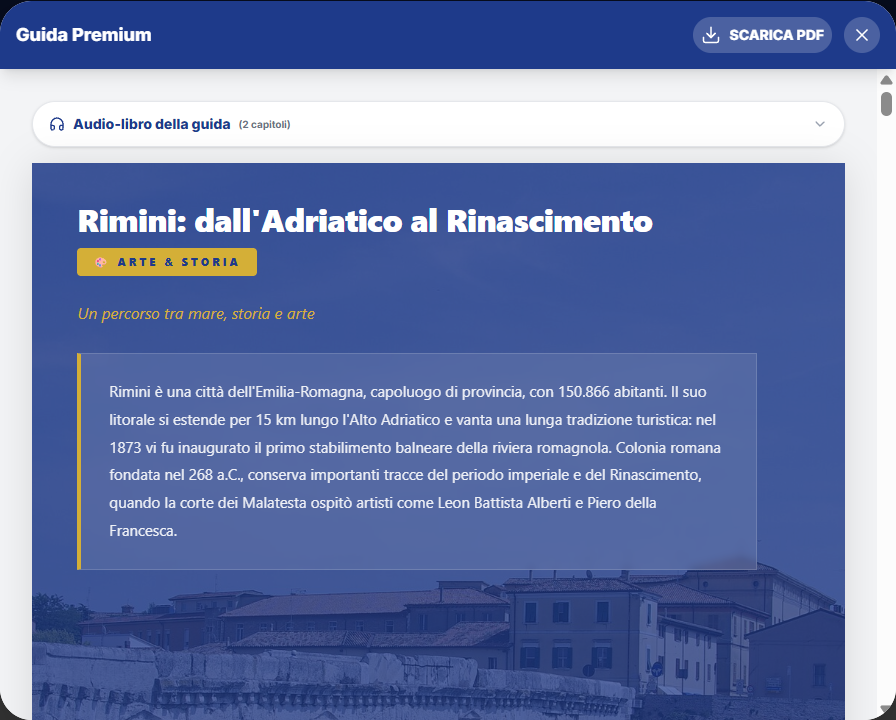 Guida Premium
SCARICA PDF
Audio-libro della guida (2 capitoli)
Rimini: dall'Adriatico al Rinascimento
ARTE & STORIA
Un percorso tra mare, storia e arte
Rimini è una città dell'Emilia-Romagna, capoluogo di provincia, con 150.866 abitanti. Il suo
litorale si estende per 15 km lungo l'Alto Adriatico e vanta una lunga tradizione turistica: nel
1873 vi fu inaugurato il primo stabilimento balneare della riviera romagnola. Colonia romana
fondata nel 268 a.C., conserva importanti tracce del periodo imperiale e del Rinascimento,
quando la corte dei Malatesta ospitò artisti come Leon Battista Alberti e Piero della
Francesca.